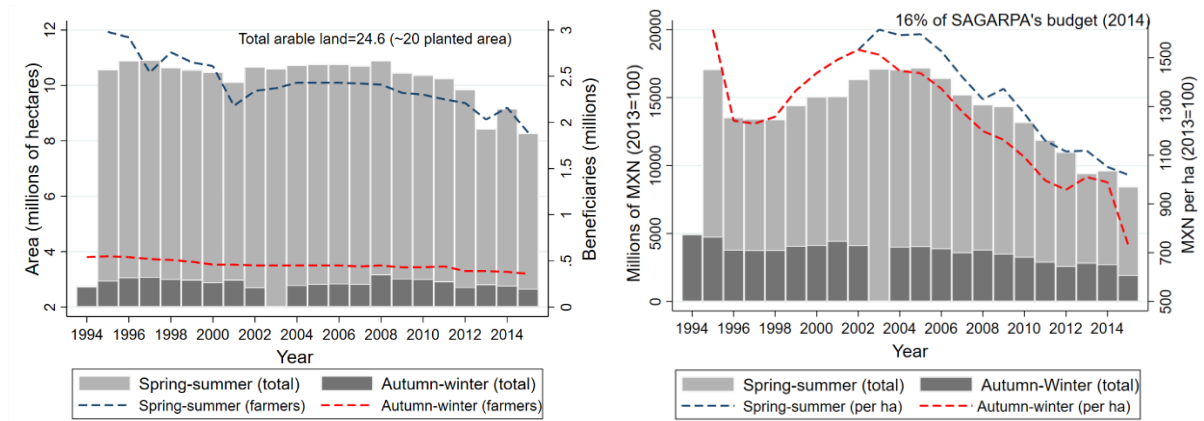 Total arable land=24.6 (~20 planted area)
Area (millions of hectares)
12
10
8
6
4
2
Beneficiaries (millions)
3
2.5
2
1.5
1
.5
0
1994 1996 1998 2000 2002 2004 2006 2008 2010 2012 2014
Year
Spring-summer (total) Autumn-winter (total)
Spring-summer (farmers) Autumn-winter (farmers)
16% of SAGARPA's budget (2014)
Millions of MXN (2013=100)
20000
15000
10000
5000
0
MXN per ha (2013=100)
1500
1300
1100
900
700
500
1994 1996 1998 2000 2002 2004 2006 2008 2010 2012 2014
Year
Spring-summer (total) Autumn-Winter (total)
Spring-summer (per ha) Autumn-winter (per ha)